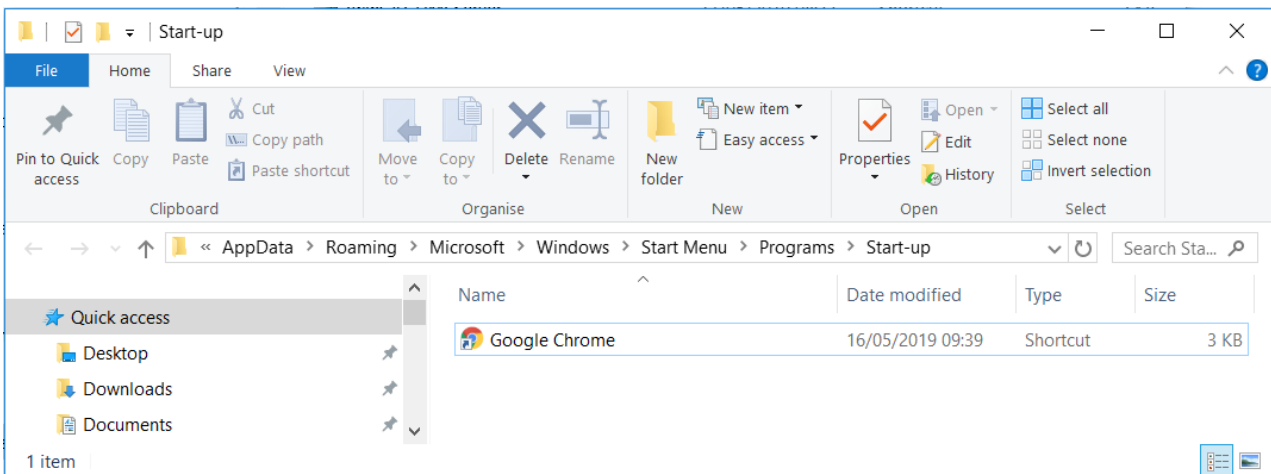 Start-up
File Home Share View
Pin to Quick access
Copy
Paste
Cut
Copy path
Paste shortcut
Clipboard
Move to
Copy to
Delete
Rename
Organise
New folder
New item
Easy access
New
Properties
Open
Edit
History
Open
Select all
Select none
Invert selection
Select
« AppData > Roaming > Microsoft > Windows > Start Menu > Programs > Start-up
Search Sta...
Name Date modified Type Size
Quick access
Desktop
Downloads
Documents
Google Chrome 16/05/2019 09:39 Shortcut 3 KB
1 item